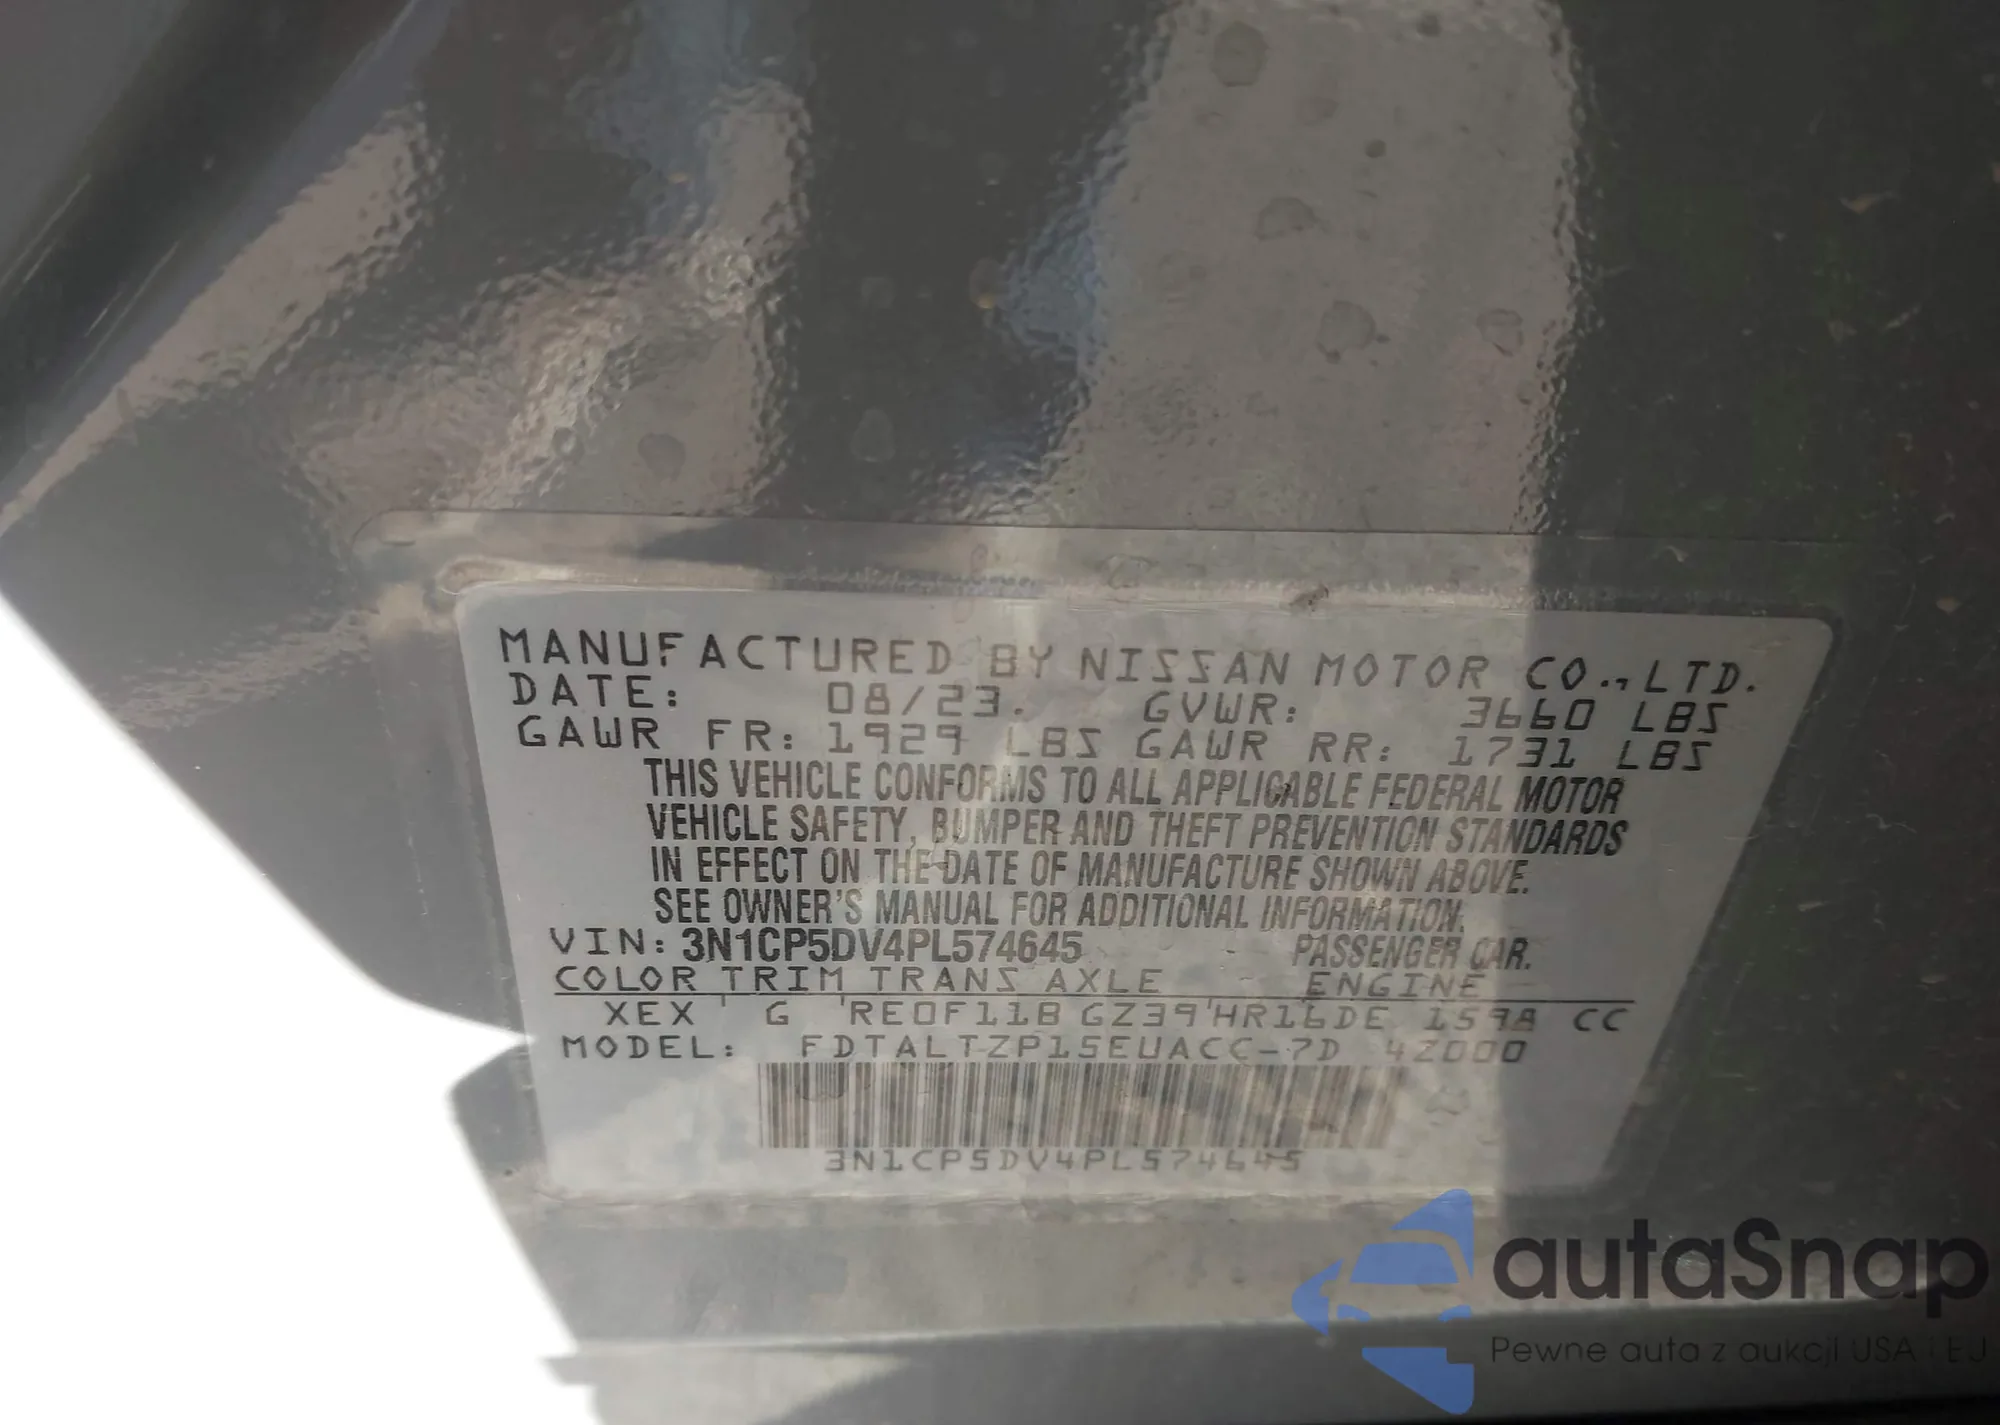 MANUFACTURED BY NISSAN MOTOR CO., LTD.
DATE: 08/23. GVWR: 3660 LBS
GAWR FR: 1929 LBS GAWR RR: 1731 LBS
THIS VEHICLE CONFORMS TO ALL APPLICABLE FEDERAL MOTOR
VEHICLE SAFETY, BUMPER AND THEFT PREVENTION STANDARDS
IN EFFECT ON THE DATE OF MANUFACTURE SHOWN ABOVE.
SEE OWNER'S MANUAL FOR ADDITIONAL INFORMATION.
VIN: 3N1CP5DV4PL574645 PASSENGER CAR.
COLOR TRIM TRANS AXLE ENGINE
XEX ' G 'RE0F11B GZ39'HR16DE 1598 CC
MODEL: FDTALTZP15EUACC-7D 42000
3N1CP5DV4PL574645
autaSnap
Pewne auta z aukcji USA i EU